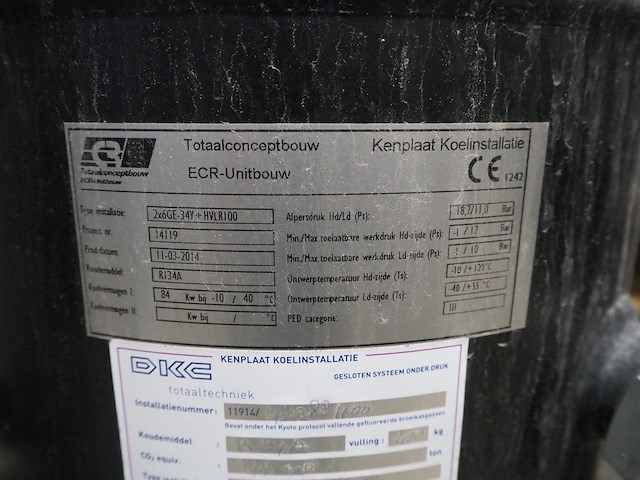 ECR
Totaalconceptbouw
ECR-Unitbouw
Totaalconceptbouw Kenplaat Koelinstallatie
ECR-Unitbouw CE 1242
Type installatie: 2x6GE-34Y+HVLR100 Afpersdruk Hd/Ld (Pt): 18,7/11,0 Bar
Project nr. 14119 Min./Max. toelaatbare werkdruk Hd-zijde (Ps): -1 / 17 Bar
Prod datum: 11-03-2014 Min./Max. toelaatbare werkdruk Ld-zijde (Ps): -1 / 10 Bar
Koudemiddel: R134A Ontwerptemperatuur Hd-zijde (Ts): -10 /+120°C
Koelvermogen I: 84 Kw bij -10 / 40 °C Ontwerptemperatuur Ld-zijde (Ts): -40 /+55 °C
Koelvermogen II: Kw bij / °C PED categorie: III
DKC KENPLAAT KOELINSTALLATIE
GESLOTEN SYSTEEM ONDER DRUK
totaaltechniek
Installatienummer: 11914/
Bevat onder het Kyoto protocol vallende gefluoreerde broeikasgassen
Koudemiddel : vulling : kg
CO₂ equiv. : ton